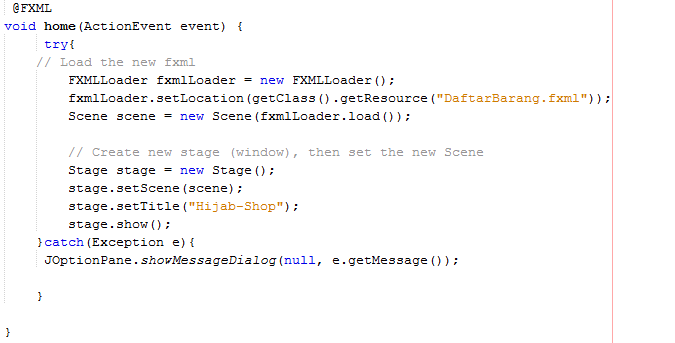 @FXML
void home(ActionEvent event) {
try{
// Load the new fxml
FXMLLoader fxmlLoader = new FXMLLoader();
fxmlLoader.setLocation(getClass().getResource("DaftarBarang.fxml"));
Scene scene = new Scene(fxmlLoader.load());
// Create new stage (window), then set the new Scene
Stage stage = new Stage();
stage.setScene(scene);
stage.setTitle("Hijab-Shop");
stage.show();
}catch(Exception e){
JOptionPane.showMessageDialog(null, e.getMessage());
}
}